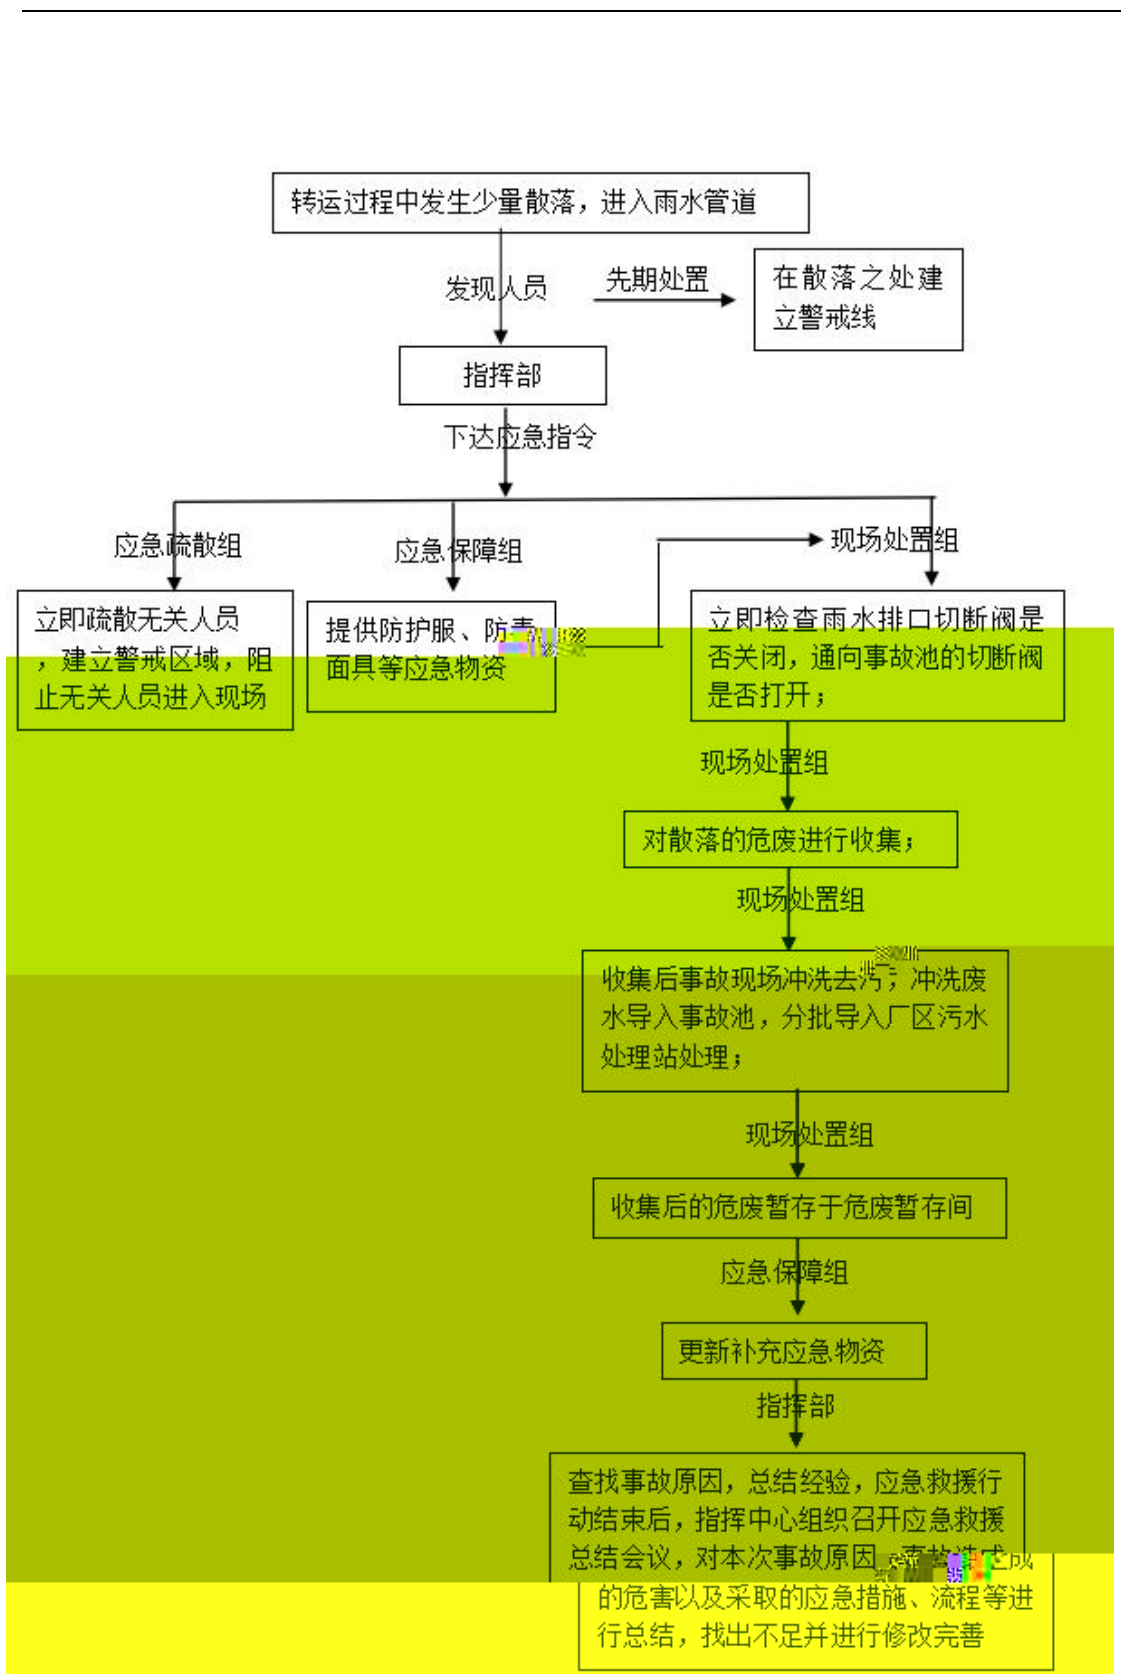 转运过程中发生少量散落，进入雨水管道
发现人员
先期处置
在散落之处建
立警戒线
指挥部
下达应急指令
应急疏散组
应急保障组
现场处置组
立即疏散无关人员
，建立警戒区域，阻
止无关人员进入现场
提供防护服、防毒
面具等应急物资
立即检查雨水排口切断阀是
否关闭，通向事故池的切断阀
是否打开；
现场处置组
对散落的危废进行收集；
现场处置组
收集后事故现场冲洗去污；冲洗废
水导入事故池，分批导入厂区污水
处理站处理；
现场处置组
收集后的危废暂存于危废暂存间
应急保障组
更新补充应急物资
指挥部
查找事故原因，总结经验，应急救援行
动结束后，指挥中心组织召开应急救援
总结会议，对本次事故原因、事故造成
的危害以及采取的应急措施、流程等进
行总结，找出不足并进行修改完善